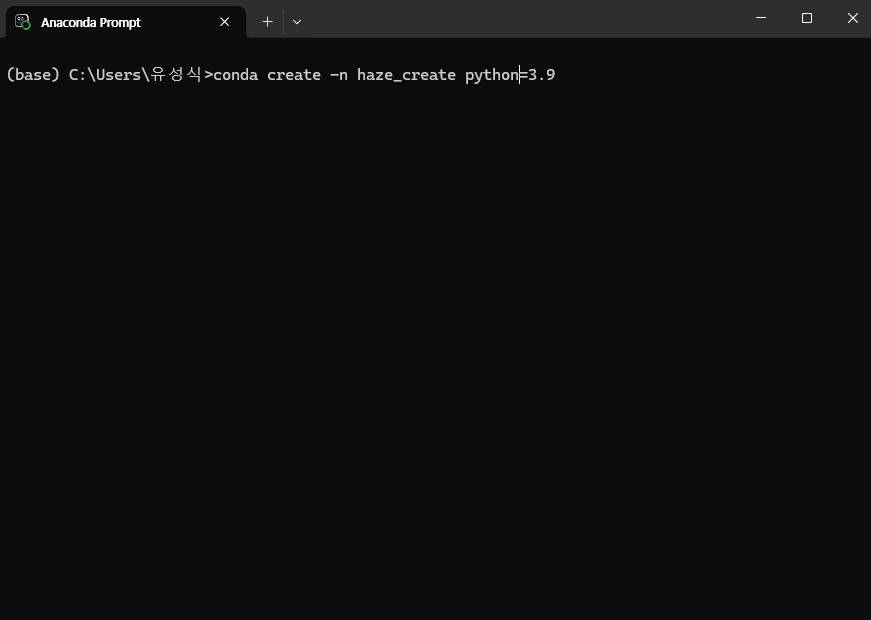 Anaconda Prompt
(base) C:\Users\유성식>conda create -n haze_create python=3.9